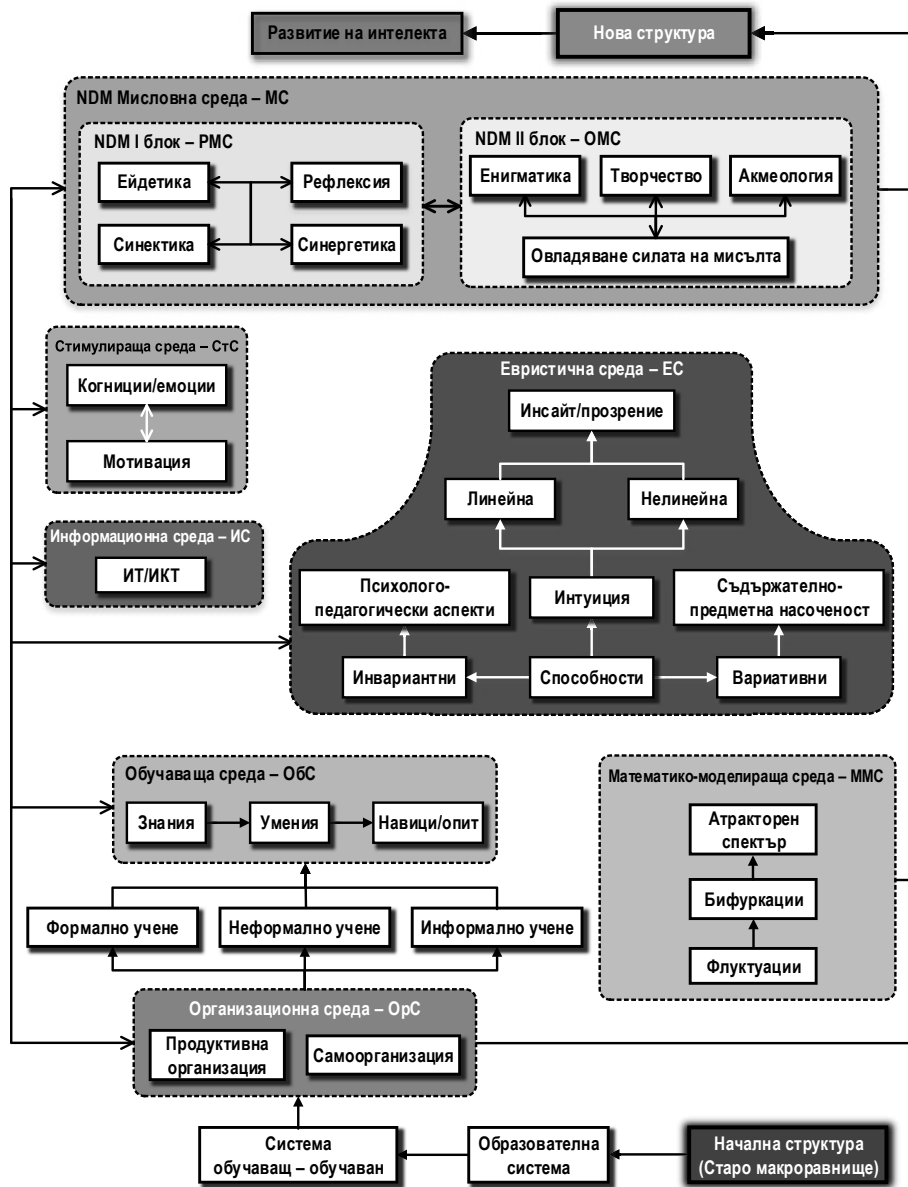 Развитие на интелекта
Нова структура
NDM Мисловна среда – МС
NDM I блок – РМС
Ейдетика
Рефлексия
Синектика
Синергетика
NDM II блок – ОМС
Енигматика
Творчество
Акмеология
Овладяване силата на мисълта
Стимулираща среда – СтС
Когниции/емоции
Мотивация
Информационна среда – ИС
ИТ/ИКТ
Евристична среда – ЕС
Инсайт/прозрение
Линейна
Нелинейна
Психолого-
педагогически аспекти
Интуиция
Съдържателно-
предметна насоченост
Инвариантни
Способности
Вариативни
Обучаваща среда – ОбС
Знания
Умения
Навици/опит
Математико-моделираща среда – ММС
Атракторен
спектър
Бифуркации
Флуктуации
Формално учене
Неформално учене
Информално учене
Организационна среда – ОрС
Продуктивна
организация
Самоорганизация
Система
обучаващ – обучаван
Образователна
система
Начална структура
(Старо макроравнище)